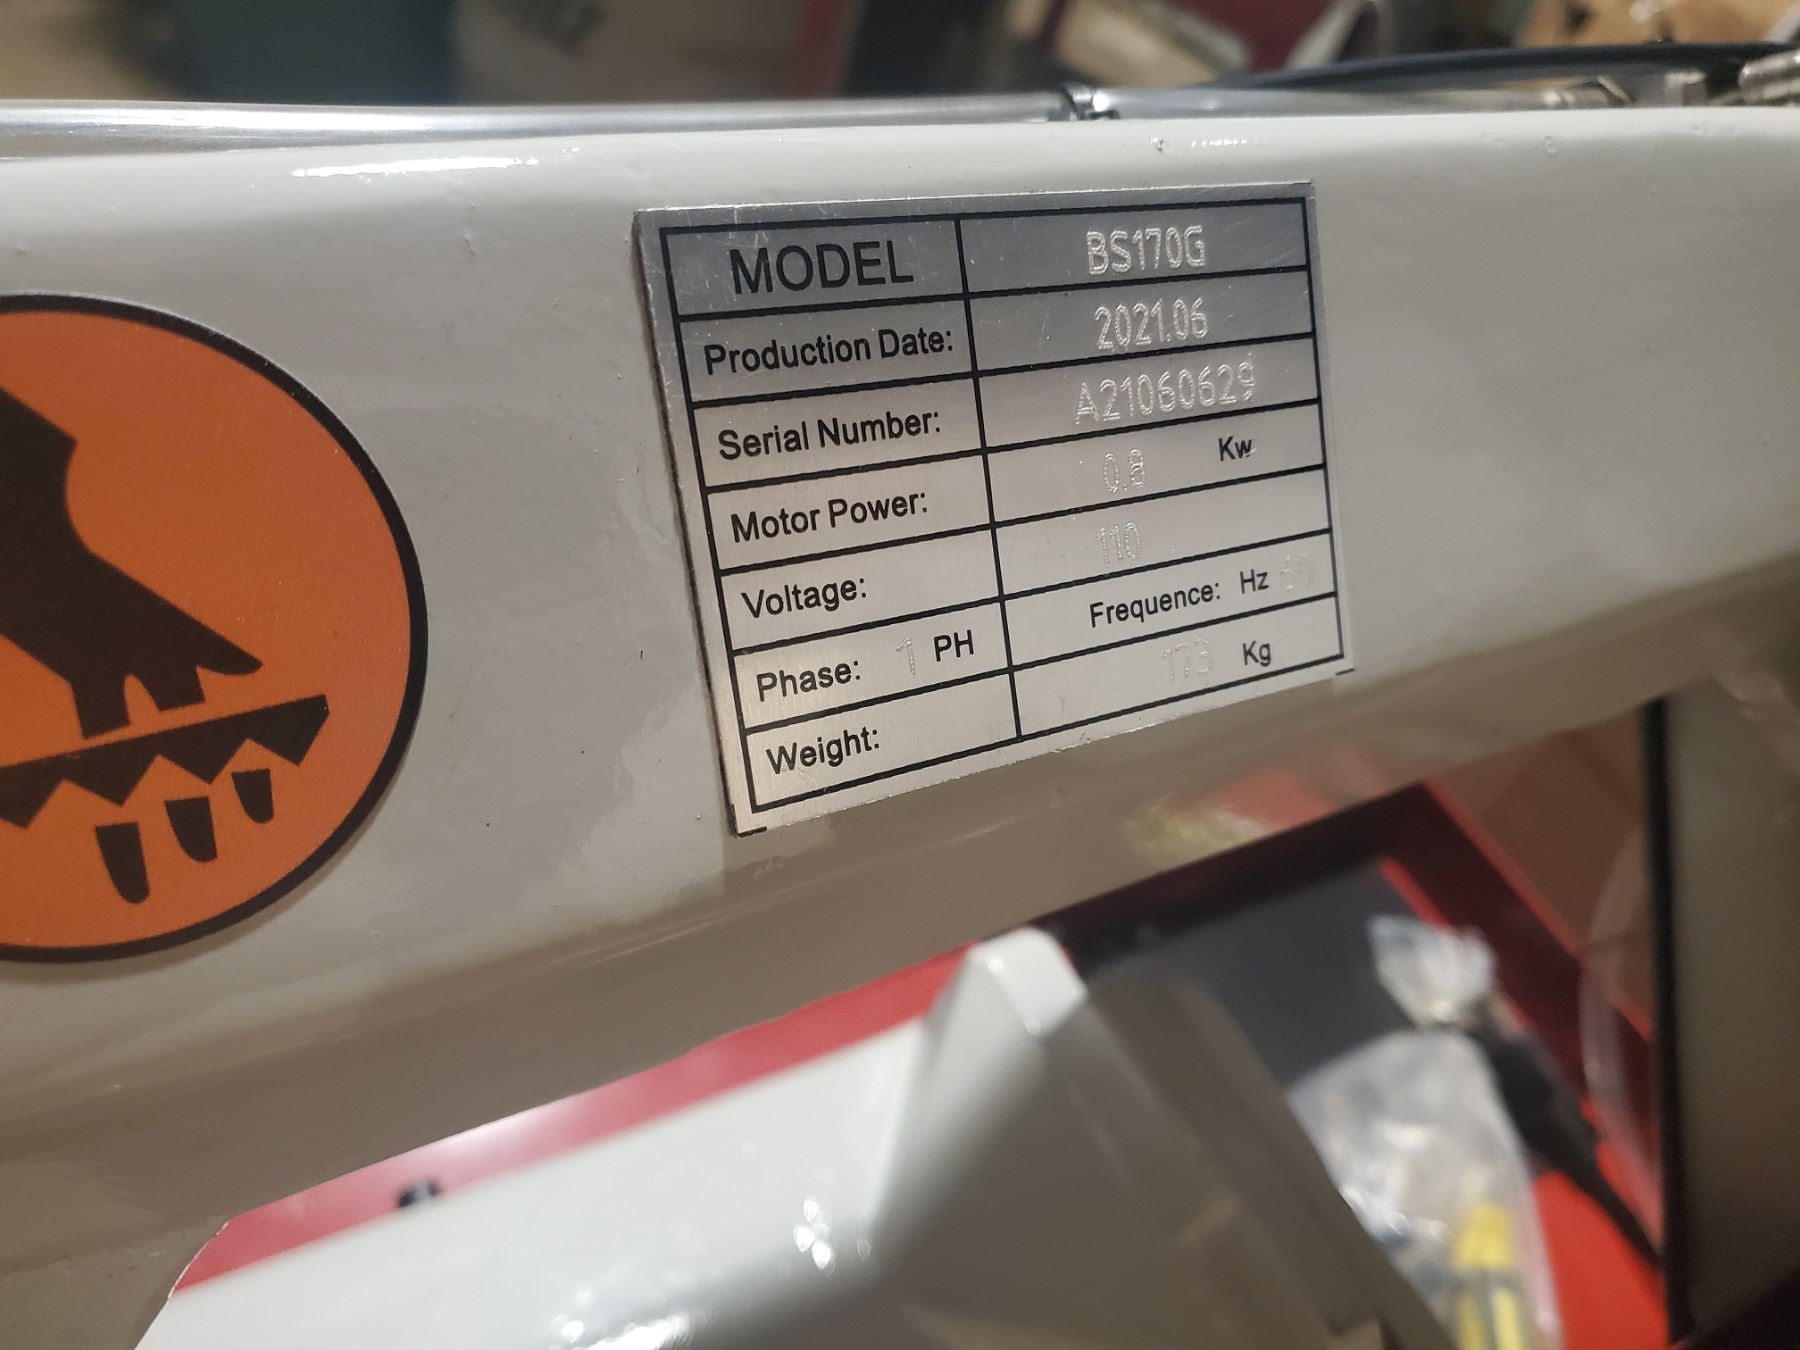 MODEL BS170G
Production Date: 2021.06
Serial Number: A21060629
Motor Power: 0.8 Kw
Voltage: 110
Phase: 1 PH Frequence: Hz 60
Weight: 173 Kg